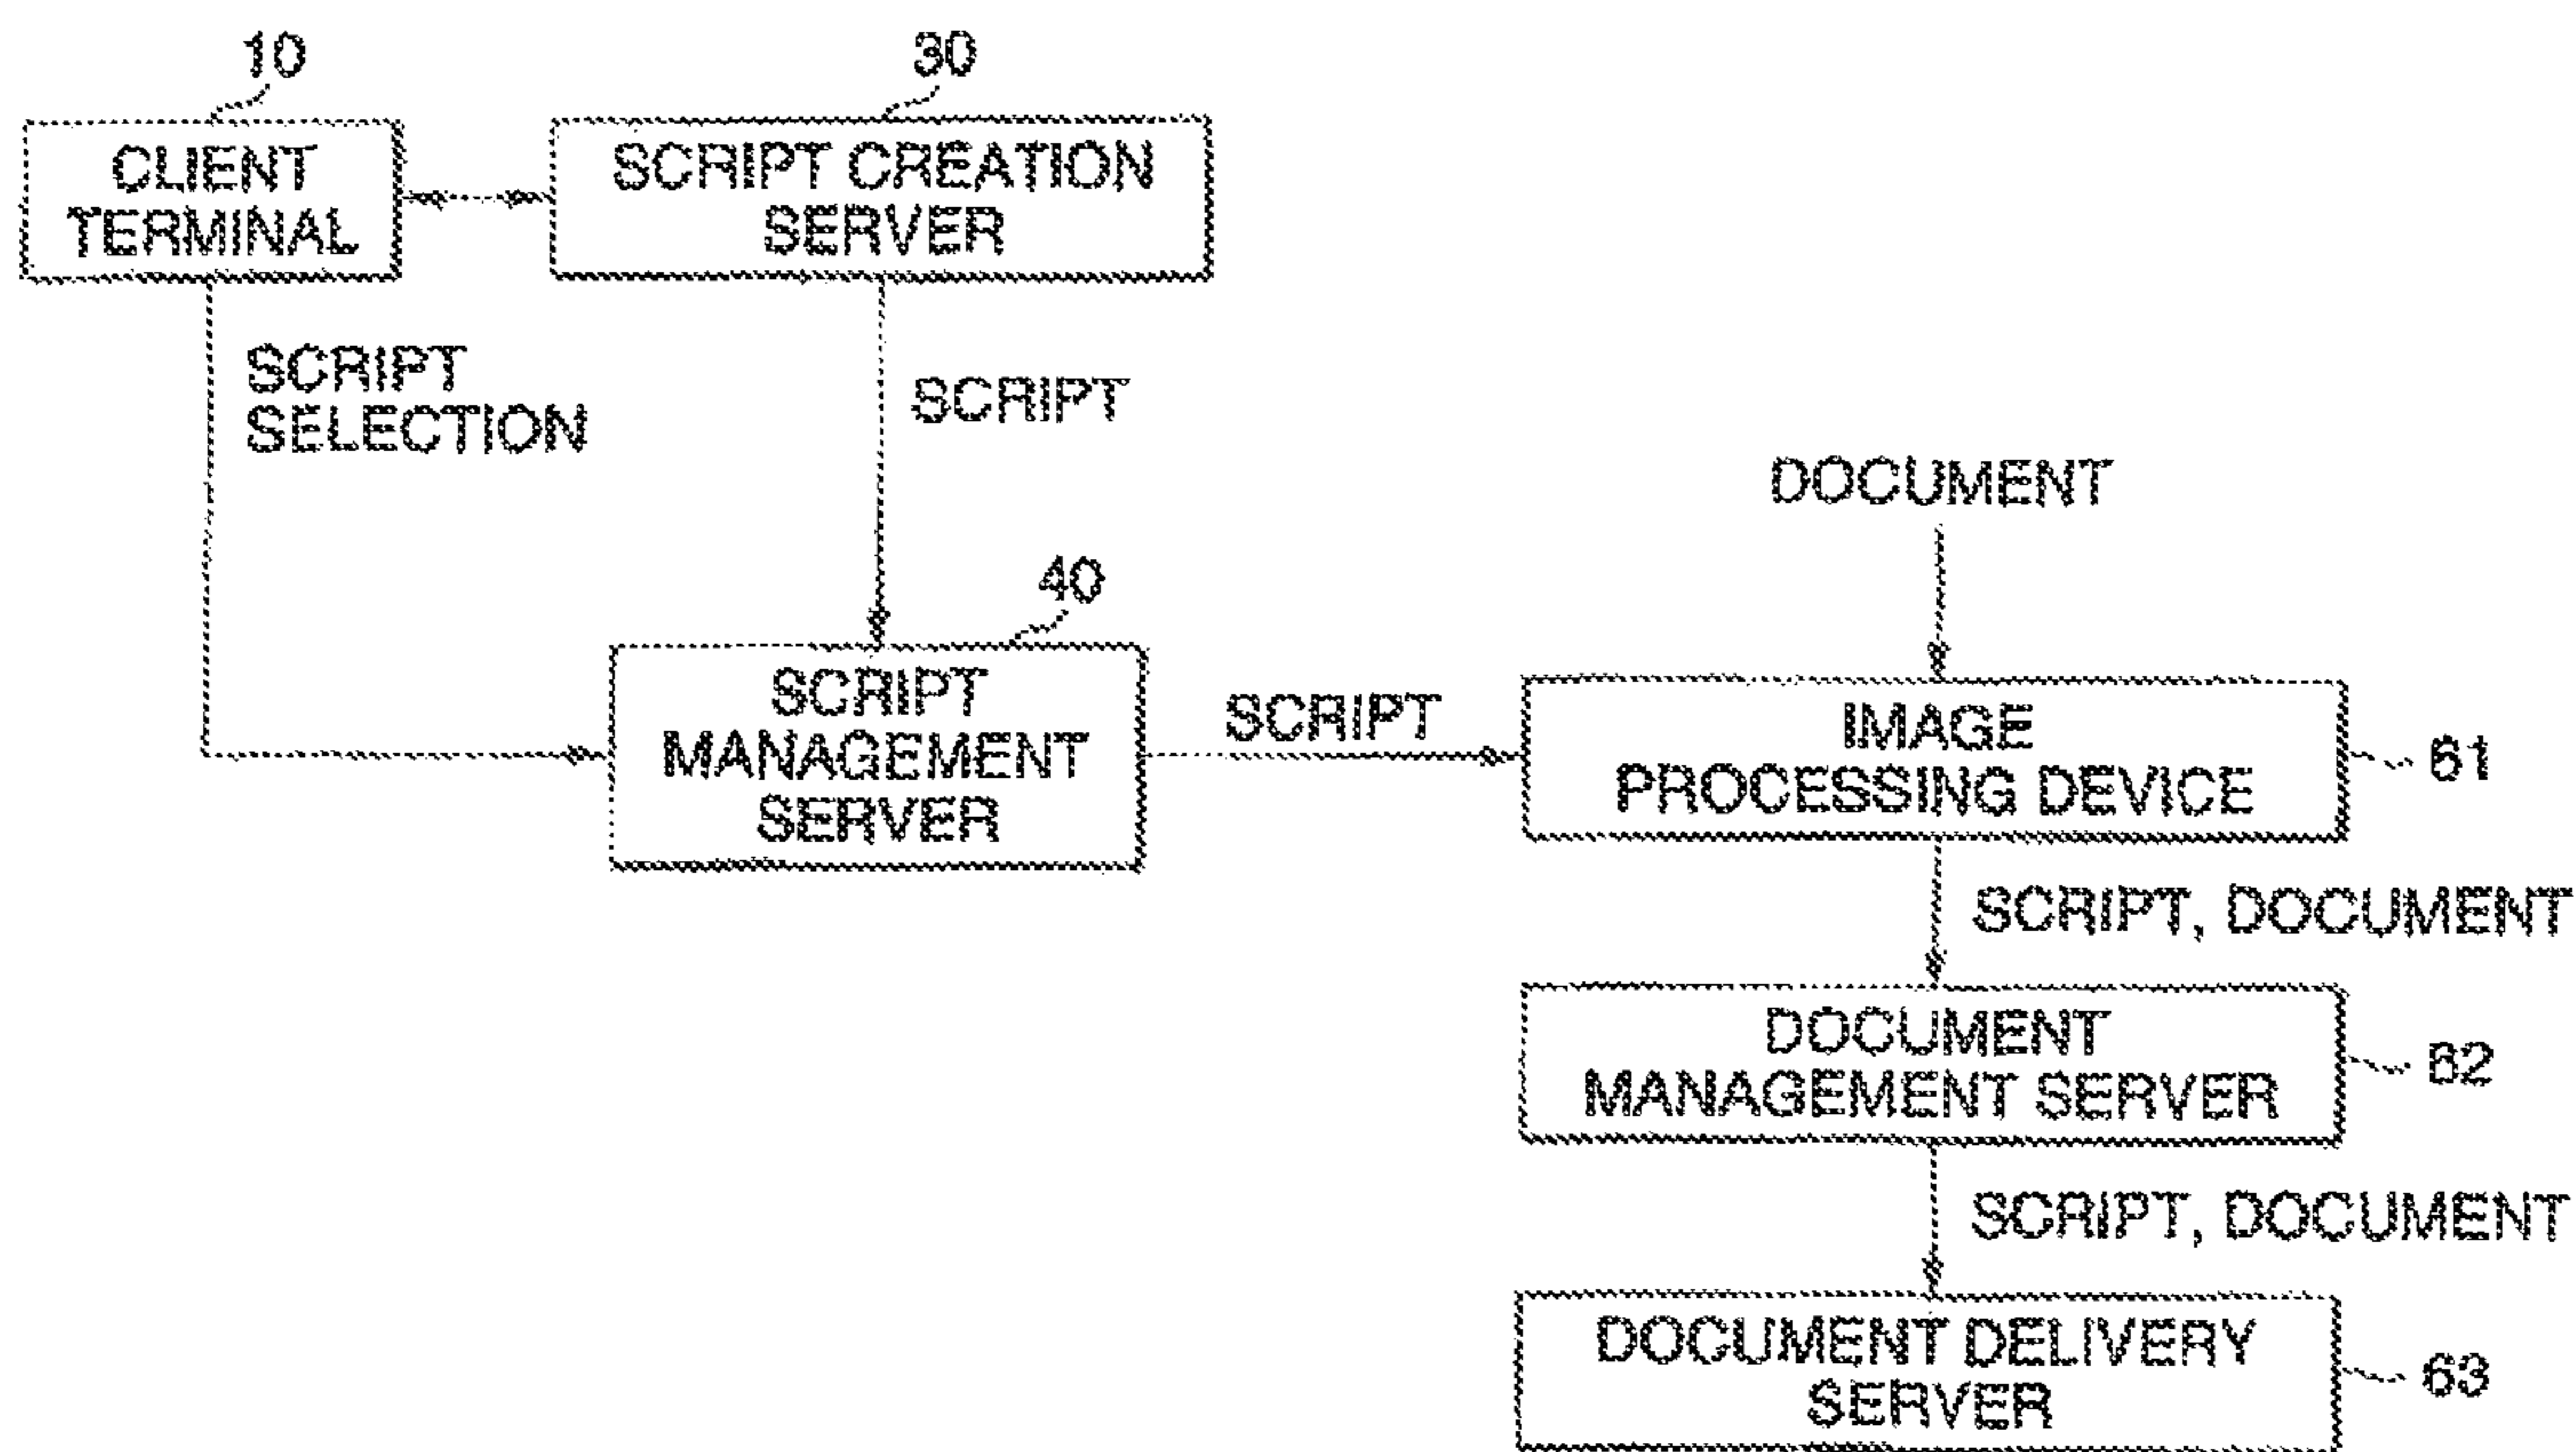 10
30
CLIENT
TERMINAL
SCRIPT CREATION
SERVER
SCRIPT
SELECTION
SCRIPT
DOCUMENT
40
SCRIPT
MANAGEMENT
SERVER
SCRIPT
IMAGE
PROCESSING DEVICE
61
SCRIPT, DOCUMENT
DOCUMENT
MANAGEMENT SERVER
62
SCRIPT, DOCUMENT
DOCUMENT DELIVERY
SERVER
63